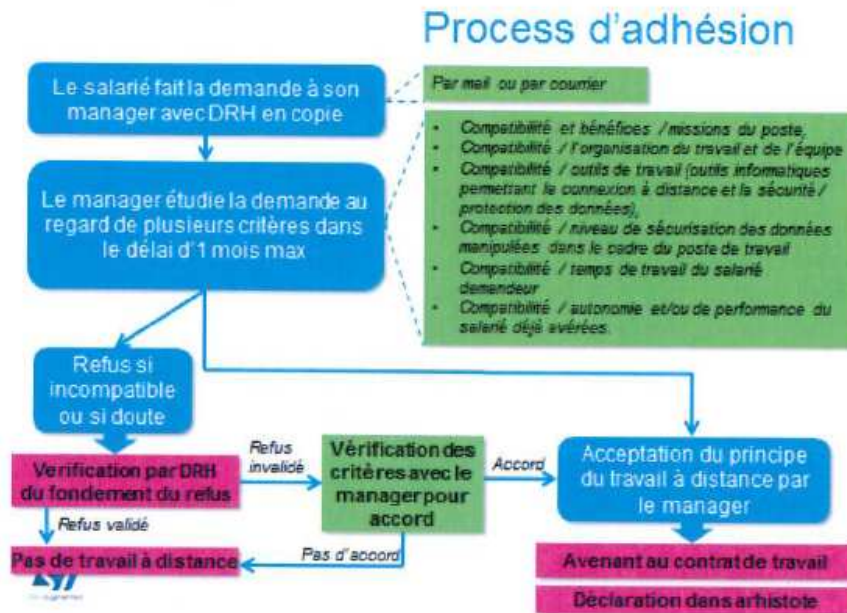 Process d'adhésion
Le salarié fait la demande à son
manager avec DRH en copie
Par mail ou par courrier
Le manager étudie la demande au
regard de plusieurs critères dans
le délai d'1 mois max
• Compatibilité et bénéfices / missions du poste,
• Compatibilité / l'organisation du travail et de l'équipe
• Compatibilité / outils de travail (outils informatiques
permettant la connexion à distance et la sécurité /
protection des données),
• Compatibilité / niveau de sécurisation des données
manipulées dans le cadre du poste de travail
• Compatibilité / temps de travail du salarié
demandeur
• Compatibilité / autonomie et/ou de performance du
salarié déjà avérées.
Refus si
incompatible
ou si doute
Vérification par DRH
du fondement du refus
Refus
invalidé
Vérification des
critères avec le
manager pour
accord
Accord
Acceptation du principe
du travail à distance par
le manager
Refus validé
Pas d'accord
Pas de travail à distance
Avenant au contrat de travail
Déclaration dans arhistote